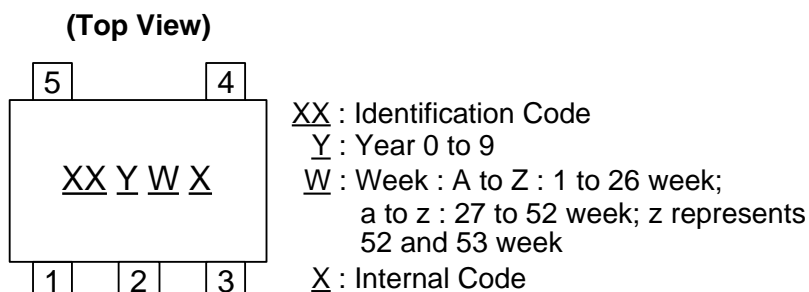 (Top View)
5 4
XX Y W X
1 2 3
XX : Identification Code
Y : Year 0 to 9
W : Week : A to Z : 1 to 26 week;
a to z : 27 to 52 week; z represents
52 and 53 week
X : Internal Code